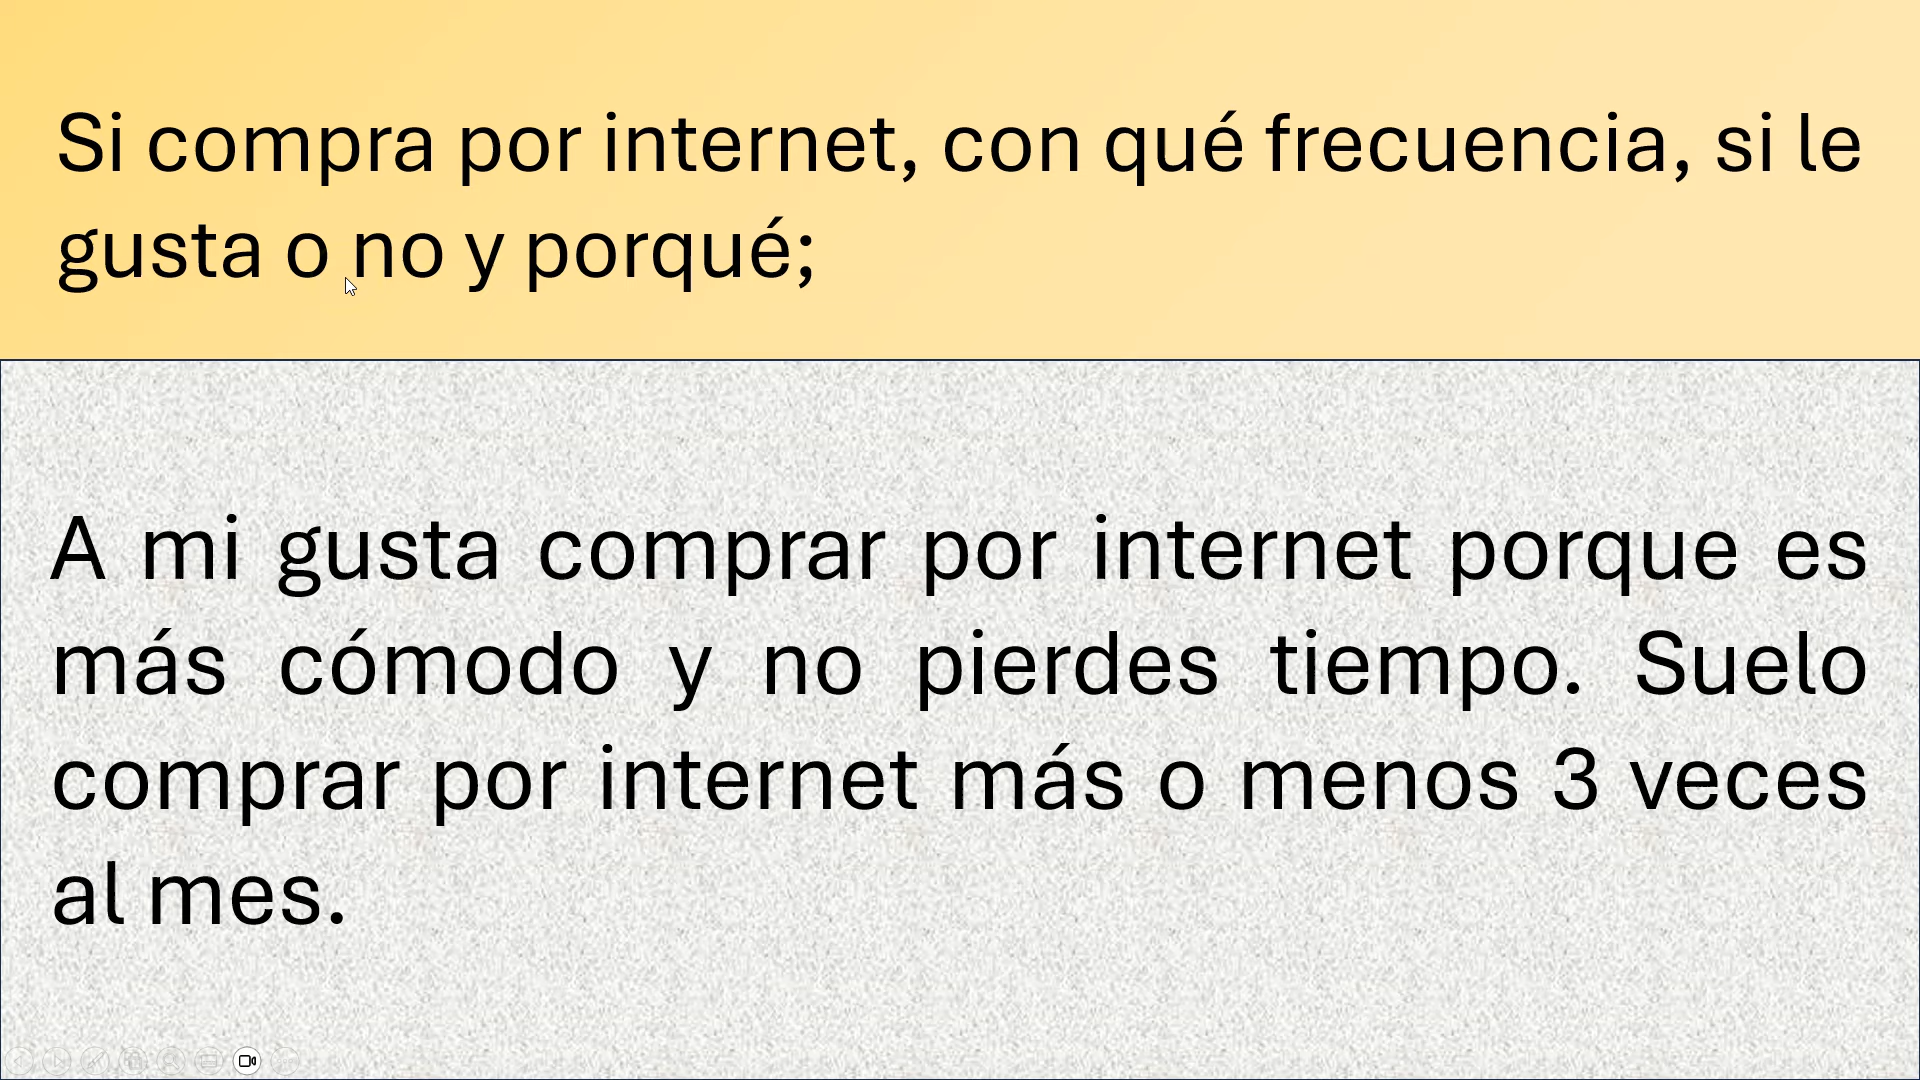 Si compra por internet, con qué frecuencia, si le
gusta o no y porqué;
A mi gusta comprar por internet porque es
más cómodo y no pierdes tiempo. Suelo
comprar por internet más o menos 3 veces
al mes.